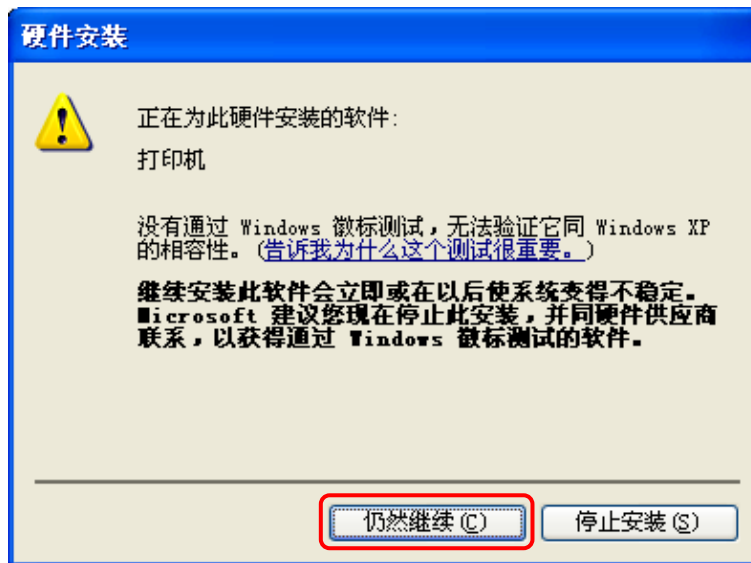 硬件安装
正在为此硬件安装的软件:
打印机
没有通过 Windows 徽标测试，无法验证它同 Windows XP
的相容性。(告诉我为什么这个测试很重要。)
继续安装此软件会立即或在以后使系统变得不稳定。
Microsoft 建议您现在停止此安装，并同硬件供应商
联系，以获得通过 Windows 徽标测试的软件。
仍然继续(C) 停止安装(S)